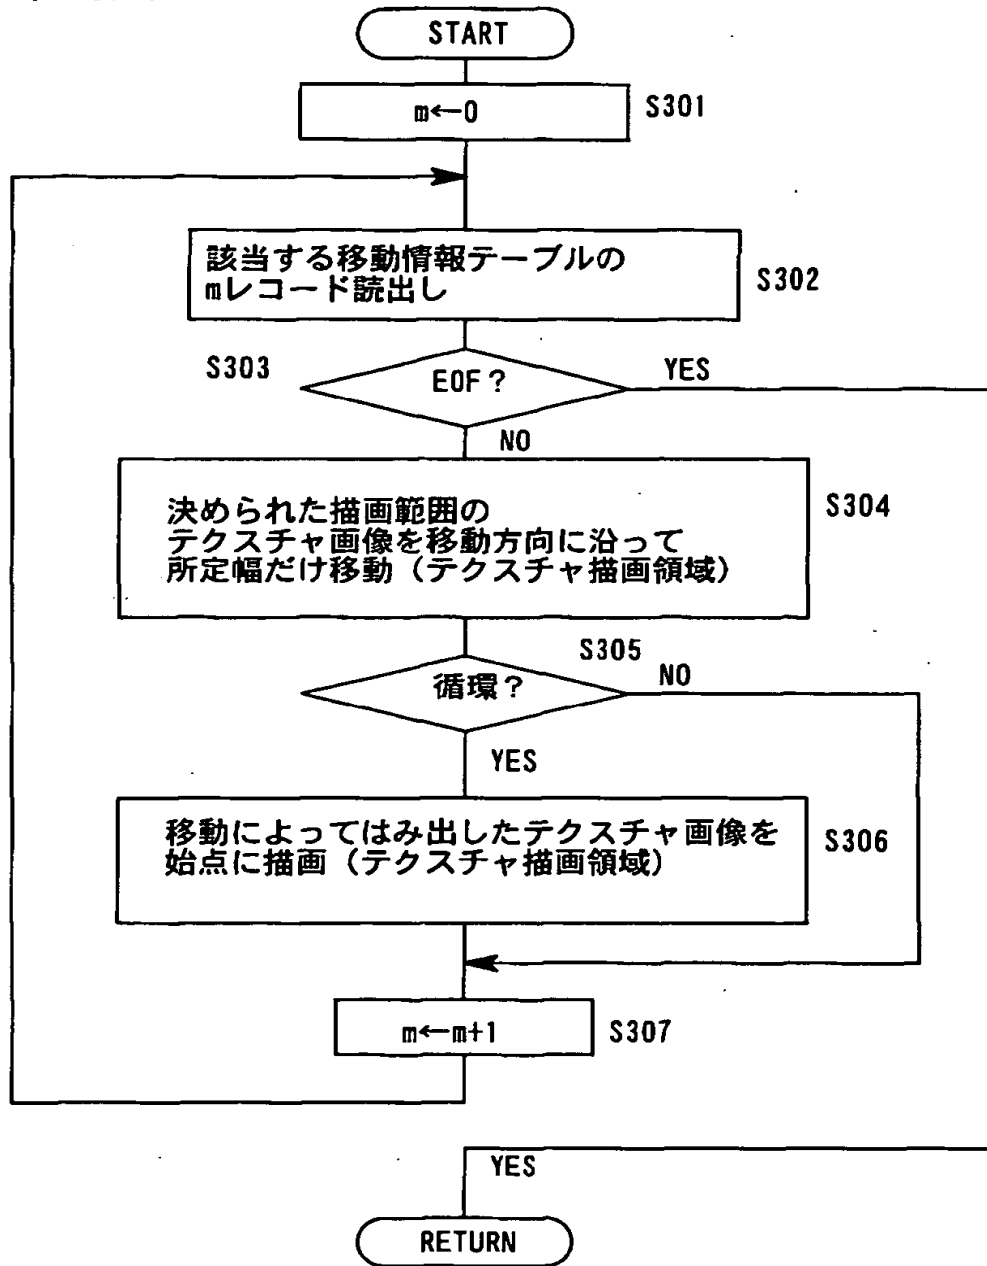 START
m←0
S301
該当する移動情報テーブルの
mレコード読出し
S302
S303
EOF?
YES
NO
決められた描画範囲の
テクスチャ画像を移動方向に沿って
所定幅だけ移動（テクスチャ描画領域）
S304
S305
循環?
NO
YES
移動によってはみ出したテクスチャ画像を
始点に描画（テクスチャ描画領域）
S306
m←m+1
S307
YES
RETURN